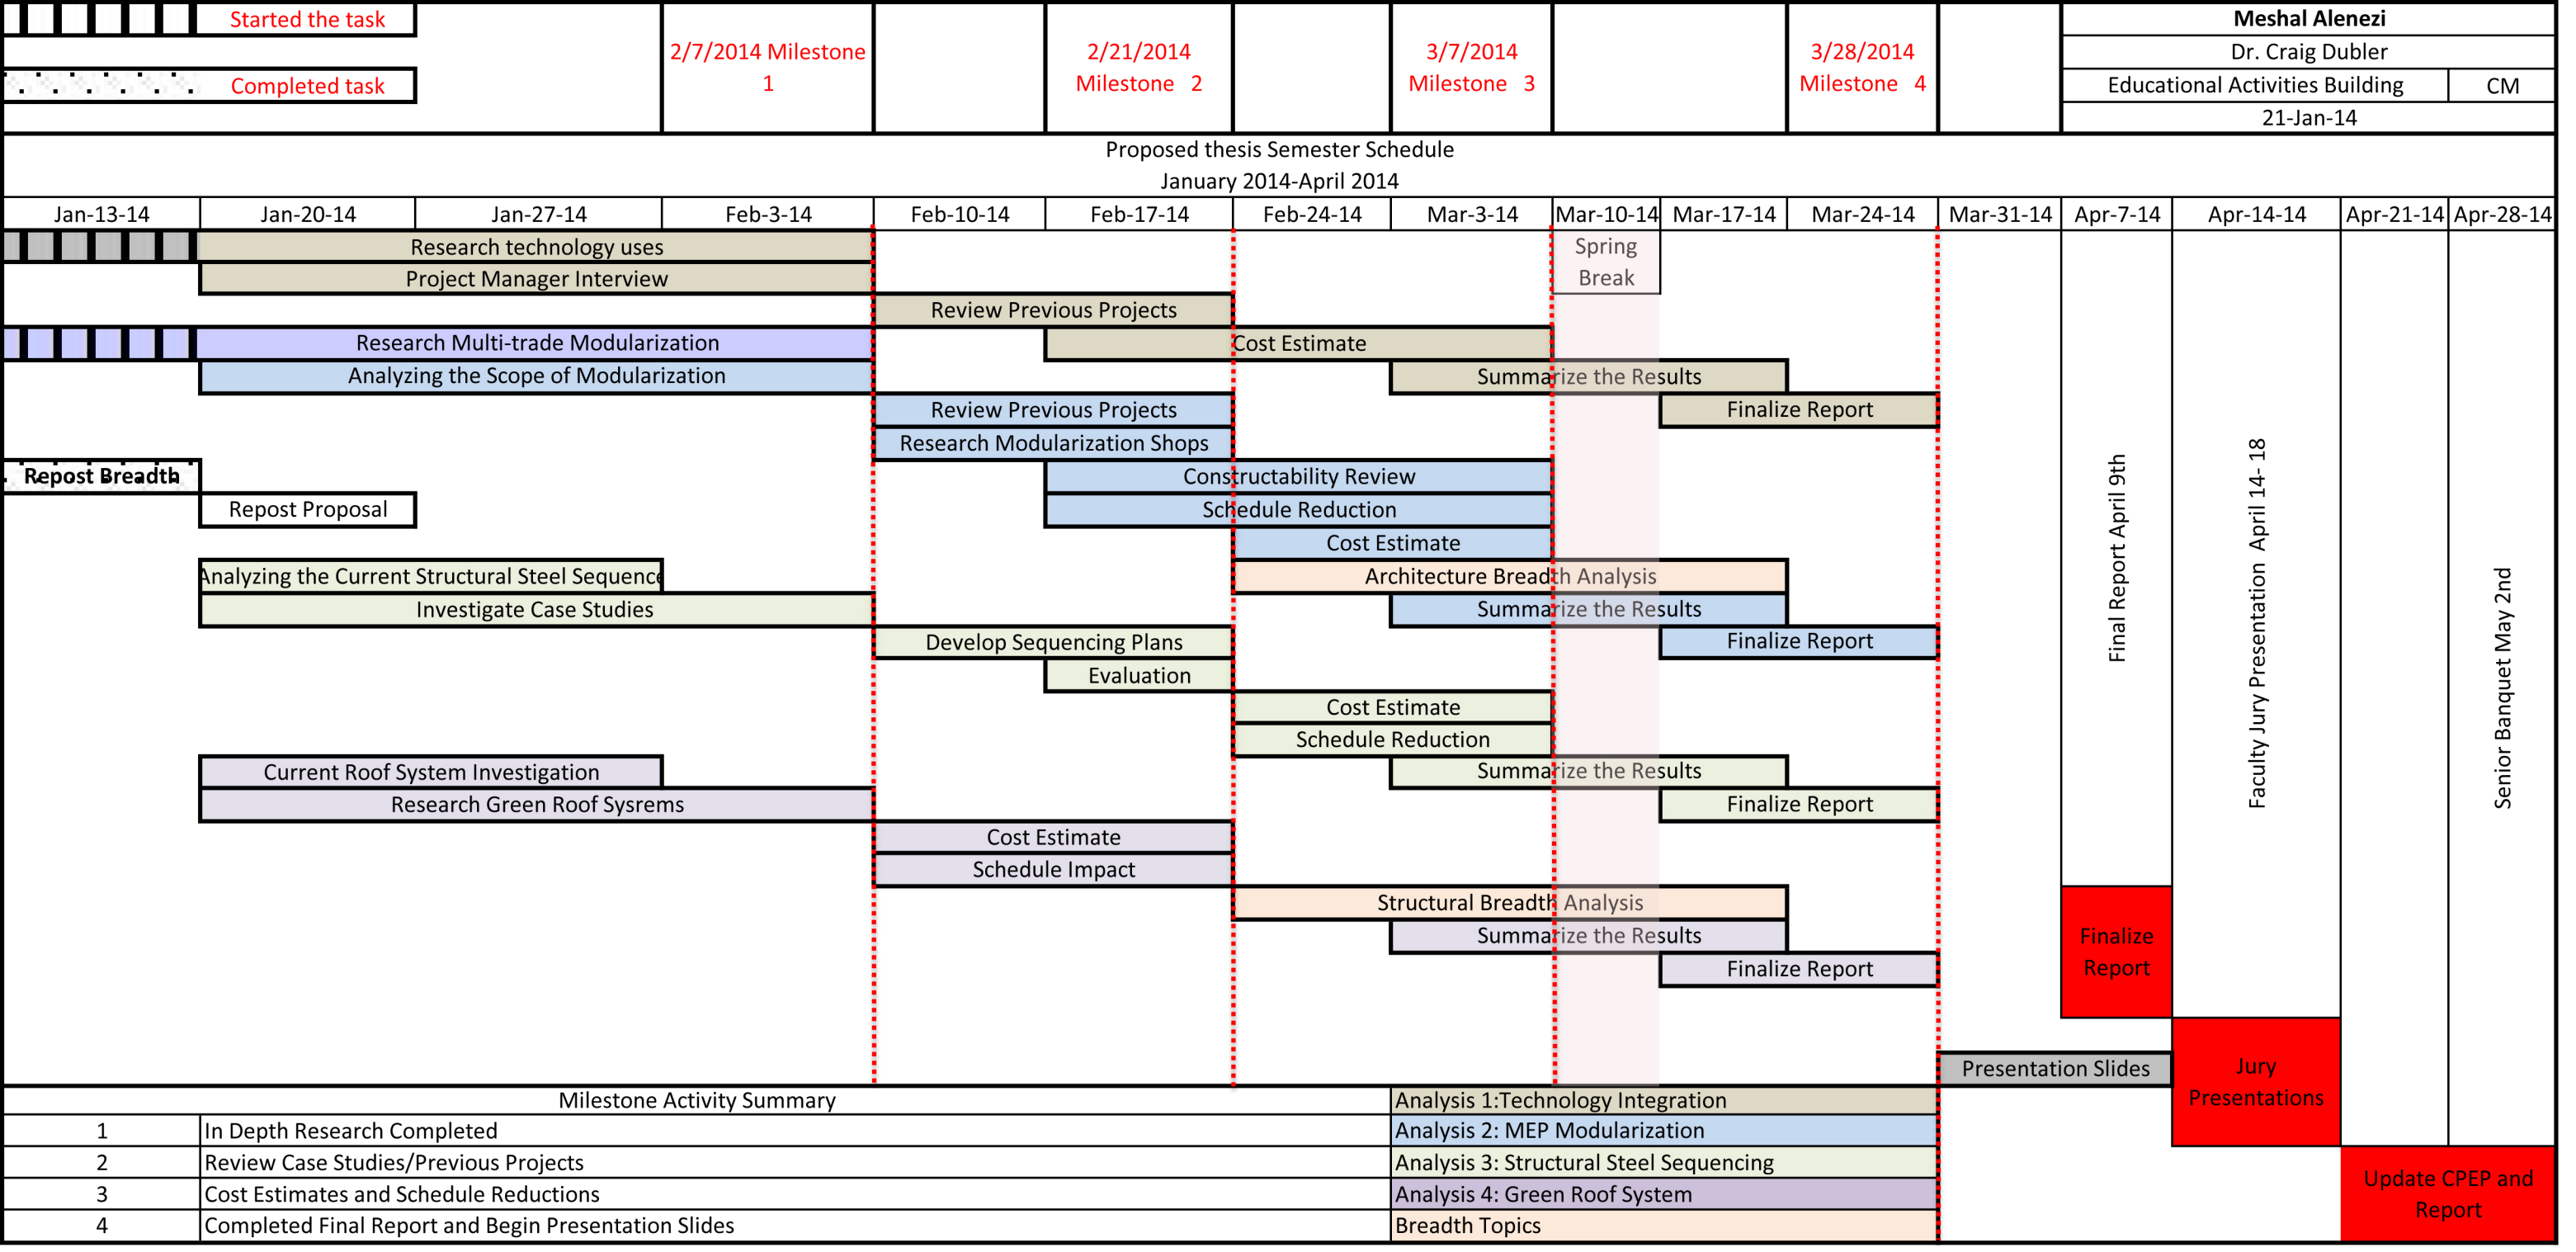 Started the task
Completed task
2/7/2014 Milestone
1
2/21/2014
Milestone 2
3/7/2014
Milestone 3
3/28/2014
Milestone 4
Meshal Alenezi
Dr. Craig Dubler
Educational Activities Building CM
21-Jan-14
Proposed thesis Semester Schedule
January 2014-April 2014
Jan-13-14 Jan-20-14 Jan-27-14 Feb-3-14 Feb-10-14 Feb-17-14 Feb-24-14 Mar-3-14 Mar-10-14 Mar-17-14 Mar-24-14 Mar-31-14 Apr-7-14 Apr-14-14 Apr-21-14 Apr-28-14
Research technology uses
Spring
Break
Project Manager Interview
Review Previous Projects
Research Multi-trade Modularization
Cost Estimate
Analyzing the Scope of Modularization
Summarize the Results
Review Previous Projects
Finalize Report
Research Modularization Shops
Repost Breadth
Constructability Review
Repost Proposal
Schedule Reduction
Cost Estimate
Analyzing the Current Structural Steel Sequence
Architecture Breadth Analysis
Investigate Case Studies
Summarize the Results
Develop Sequencing Plans
Finalize Report
Evaluation
Cost Estimate
Schedule Reduction
Current Roof System Investigation
Summarize the Results
Research Green Roof Sysrems
Finalize Report
Cost Estimate
Schedule Impact
Structural Breadth Analysis
Summarize the Results
Finalize Report
Final Report April 9th
Faculty Jury Presentation April 14- 18
Senior Banquet May 2nd
Finalize
Report
Presentation Slides
Jury
Presentations
Update CPEP and
Report
Milestone Activity Summary
1 In Depth Research Completed
2 Review Case Studies/Previous Projects
3 Cost Estimates and Schedule Reductions
4 Completed Final Report and Begin Presentation Slides
Analysis 1:Technology Integration
Analysis 2: MEP Modularization
Analysis 3: Structural Steel Sequencing
Analysis 4: Green Roof System
Breadth Topics